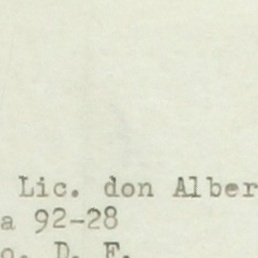 Lic. don Alber
a 92-28
o. D. F.